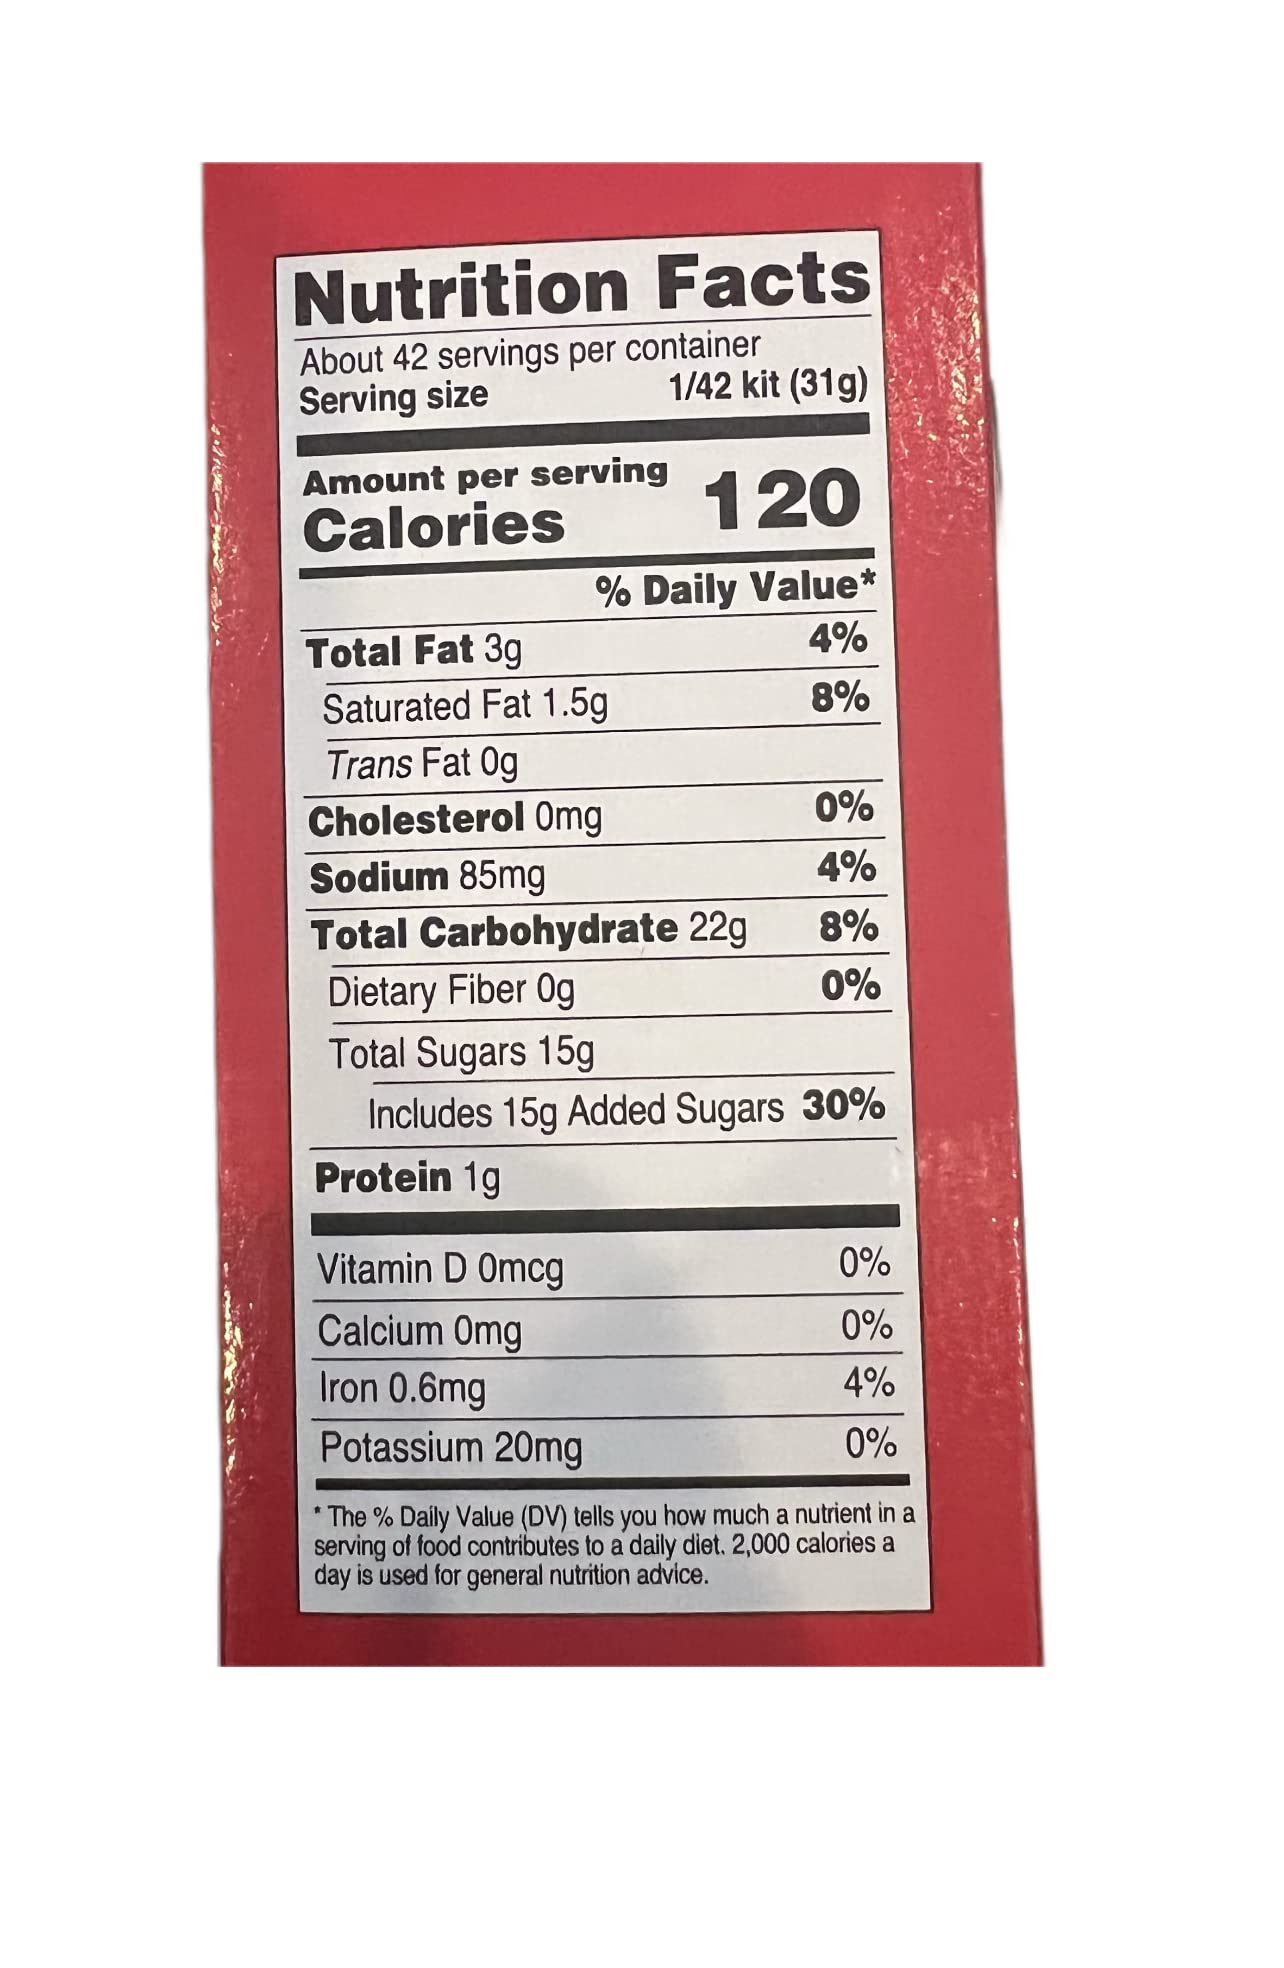 Nutrition Facts
About 42 servings per container
Serving size 1/42 kit (31g)
Amount per serving
Calories 120
% Daily Value*
Total Fat 3g 4%
Saturated Fat 1.5g 8%
Trans Fat 0g
Cholesterol 0mg 0%
Sodium 85mg 4%
Total Carbohydrate 22g 8%
Dietary Fiber 0g 0%
Total Sugars 15g
Includes 15g Added Sugars 30%
Protein 1g
Vitamin D 0mcg 0%
Calcium 0mg 0%
Iron 0.6mg 4%
Potassium 20mg 0%
* The % Daily Value (DV) tells you how much a nutrient in a
serving of food contributes to a daily diet. 2,000 calories a
day is used for general nutrition advice.